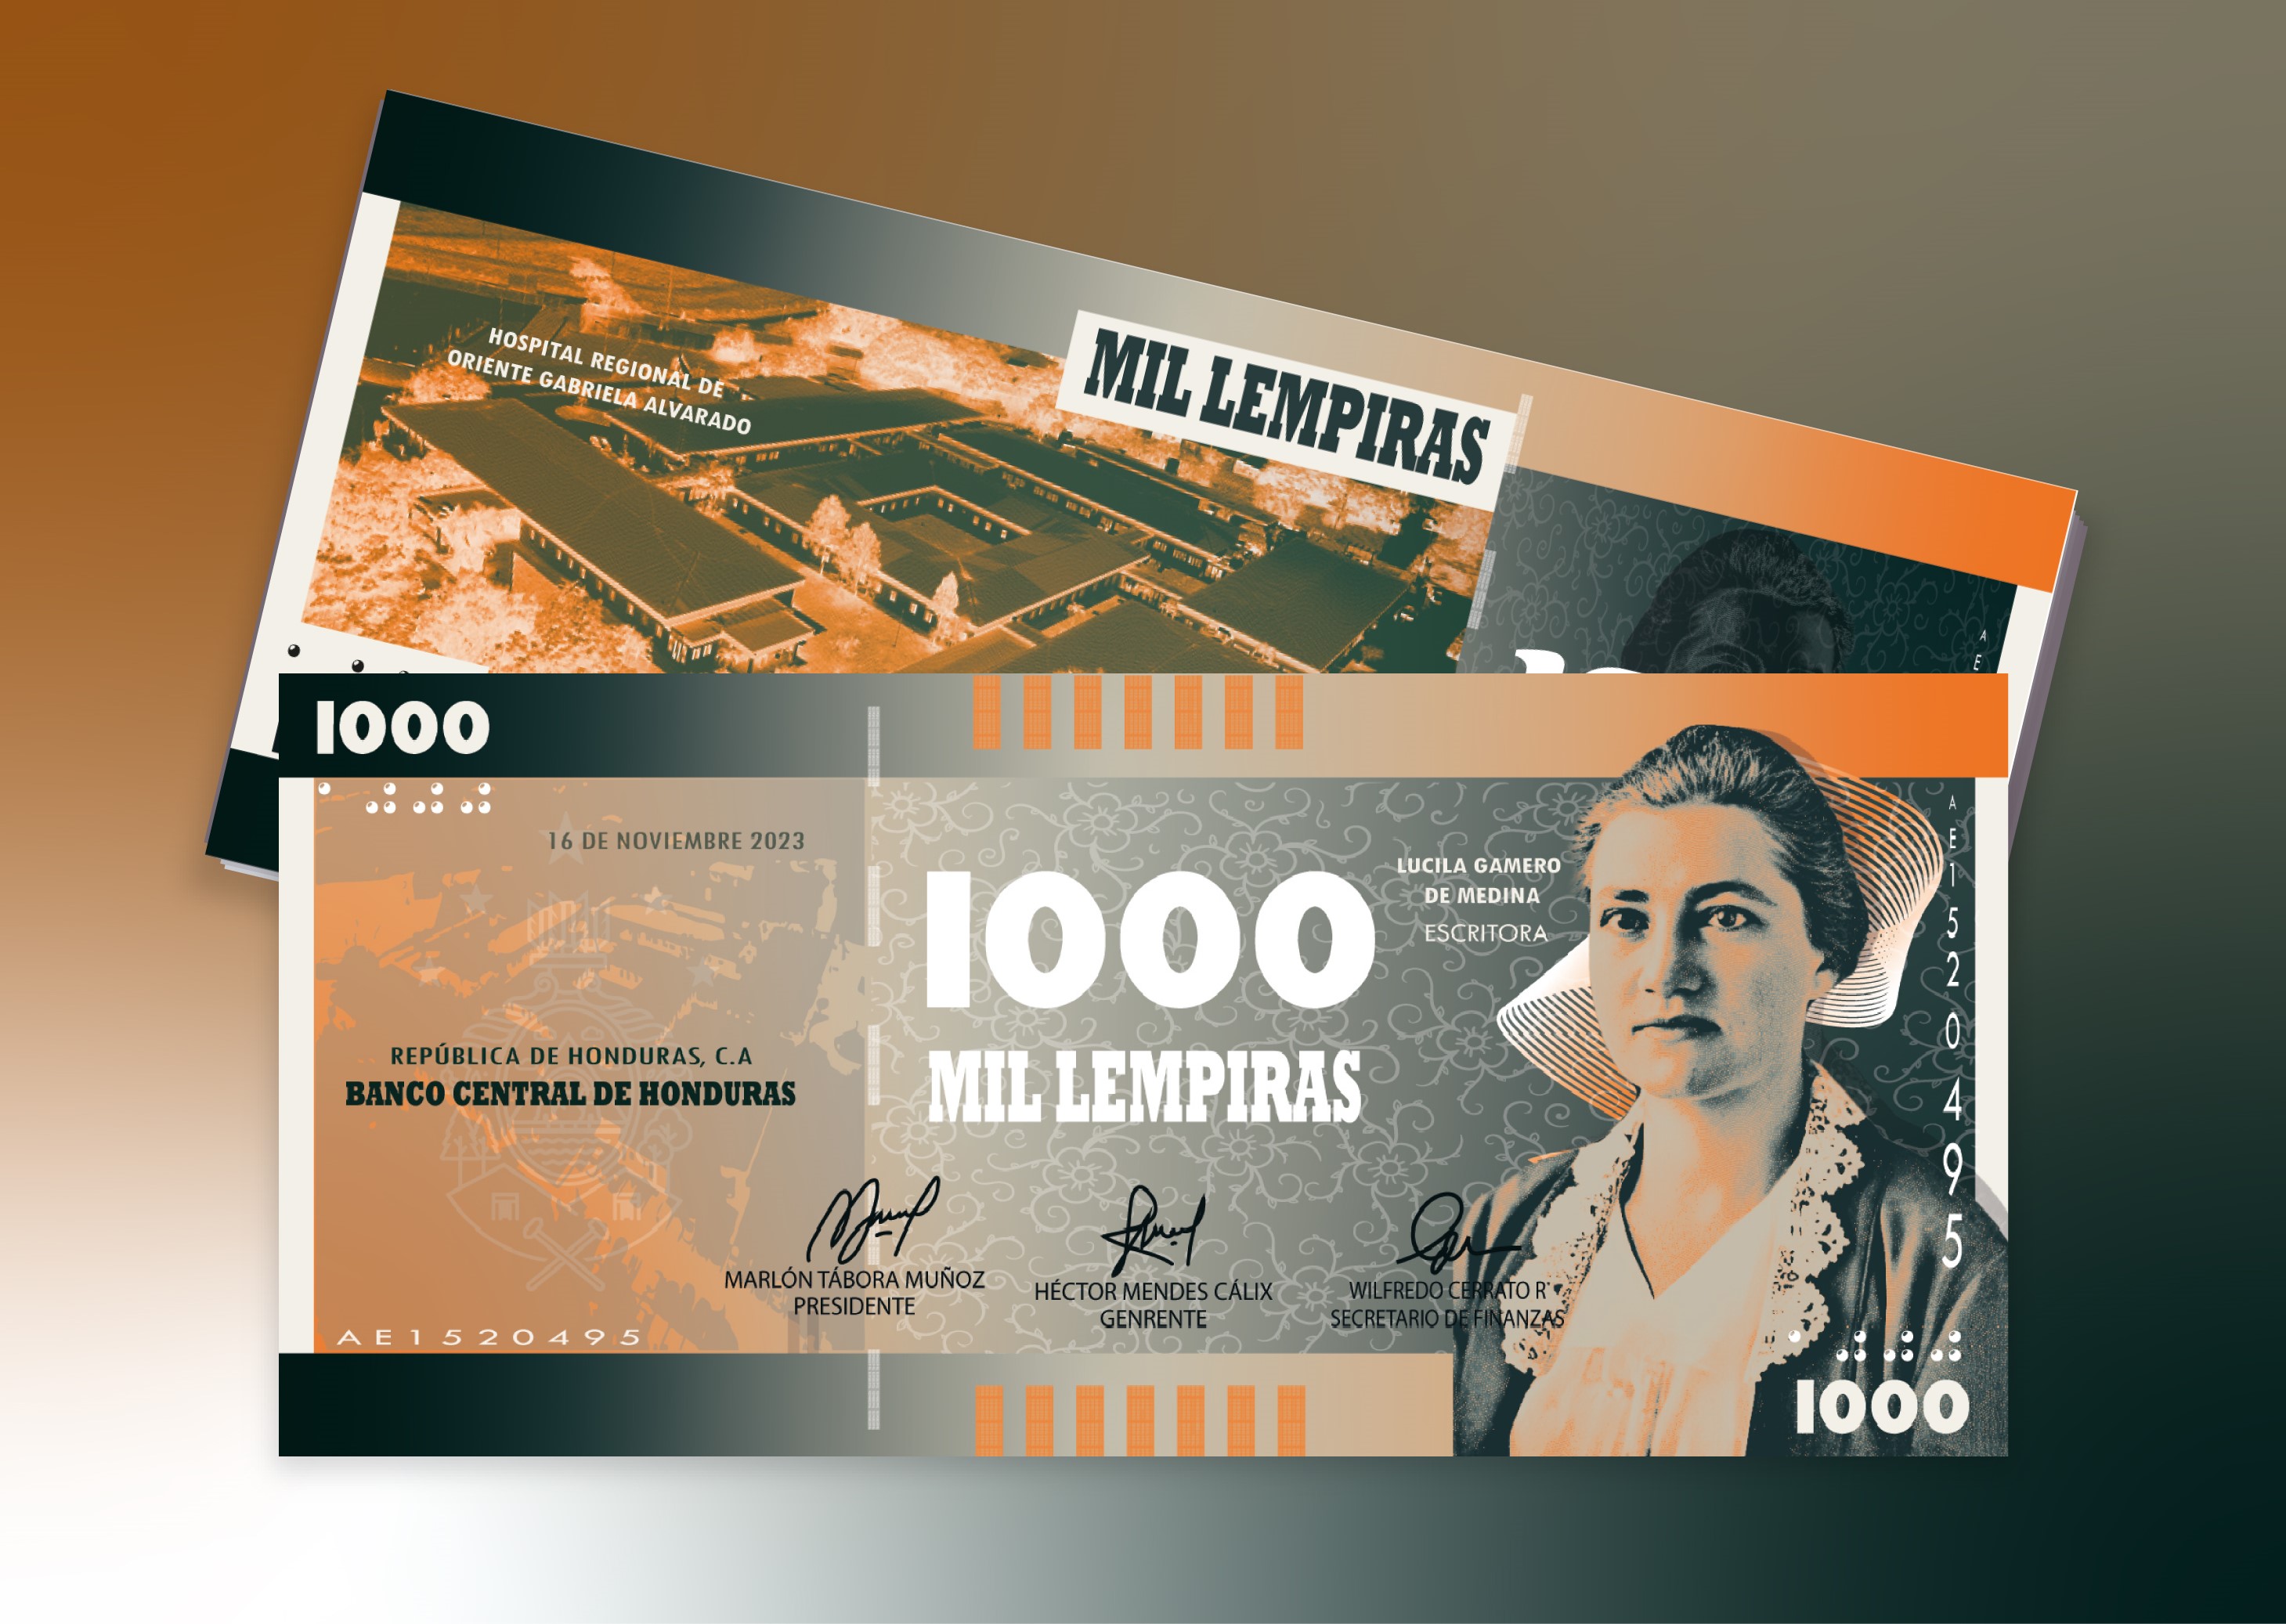 HOSPITAL REGIONAL DE
ORIENTE GABRIELA ALVARADO
MIL LEMPIRAS
A
E
1000
16 DE NOVIEMBRE 2023
1000
MIL LEMPIRAS
LUCILA GAMERO
DE MEDINA
ESCRITORA
REPÚBLICA DE HONDURAS, C.A
BANCO CENTRAL DE HONDURAS
MARLÓN TÁBORA MUÑOZ
PRESIDENTE
HÉCTOR MENDES CÁLIX
GENRENTE
WILFREDO CERRATO R
SECRETARIO DE FINANZAS
AE1520495
AE1520495
1000